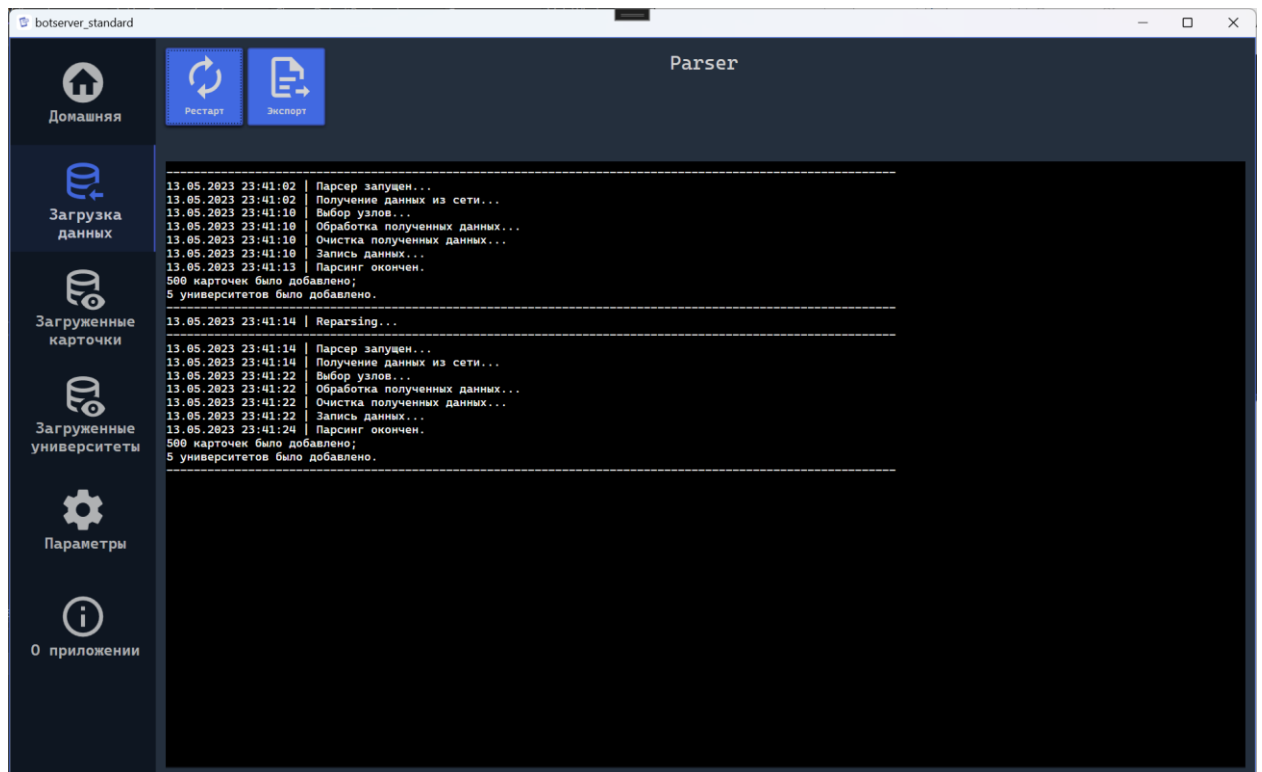 botserver_standard
Parser
Домашняя
Рестарт
Экспорт
Загрузка
данных
Загруженные
карточки
Загруженные
университеты
Параметры
О приложении
13.05.2023 23:41:02 | Парсер запущен...
13.05.2023 23:41:02 | Получение данных из сети...
13.05.2023 23:41:10 | Выбор узлов...
13.05.2023 23:41:10 | Обработка полученных данных...
13.05.2023 23:41:10 | Очистка полученных данных...
13.05.2023 23:41:10 | Запись данных...
13.05.2023 23:41:13 | Парсинг окончен.
500 карточек было добавлено;
5 университетов было добавлено.
13.05.2023 23:41:14 | Reparsing...
13.05.2023 23:41:14 | Парсер запущен...
13.05.2023 23:41:14 | Получение данных из сети...
13.05.2023 23:41:22 | Выбор узлов...
13.05.2023 23:41:22 | Обработка полученных данных...
13.05.2023 23:41:22 | Очистка полученных данных...
13.05.2023 23:41:22 | Запись данных...
13.05.2023 23:41:24 | Парсинг окончен.
500 карточек было добавлено;
5 университетов было добавлено.